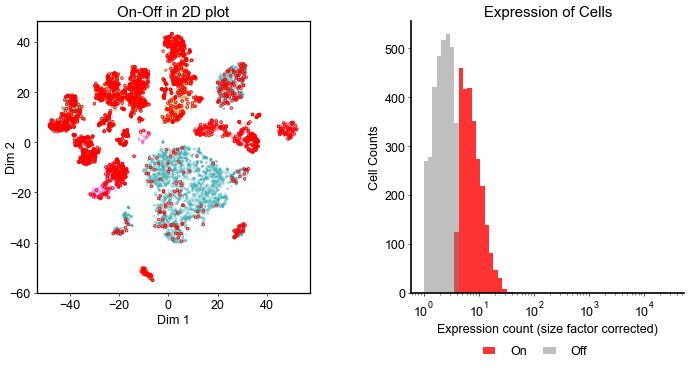 On-Off in 2D plot
40
20
0
−20
−40
−60
Dim 2
−40 −20 0 20 40
Dim 1
Expression of Cells
500
400
300
200
100
0
Cell Counts
10^0 10^1 10^2 10^3 10^4
Expression count (size factor corrected)
On Off